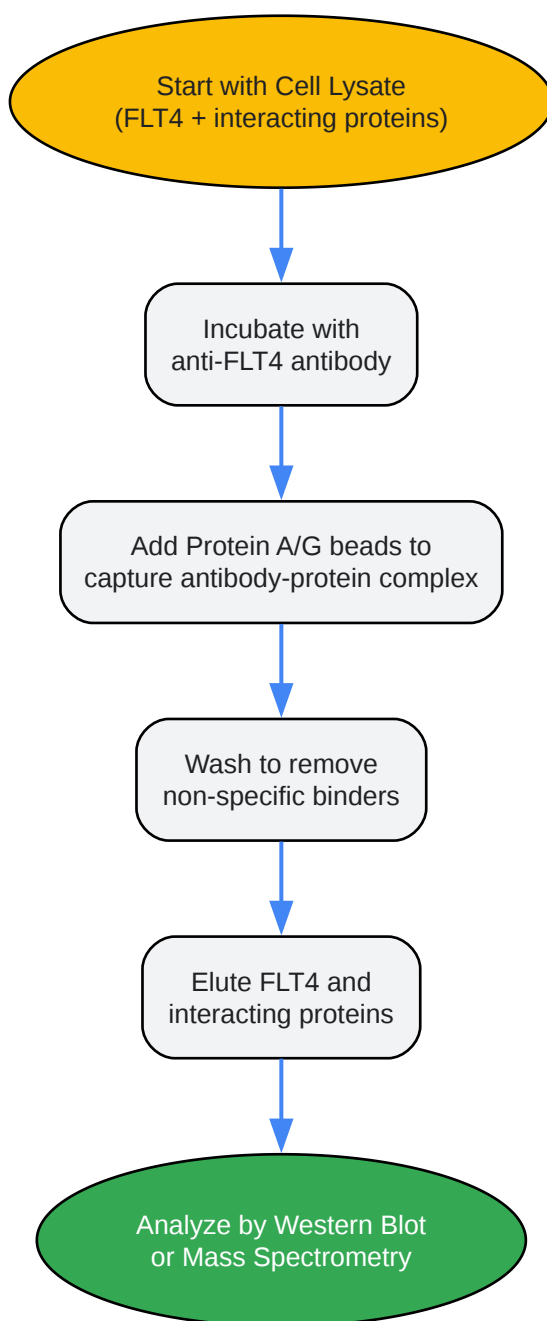 Start with Cell Lysate
(FLT4 + interacting proteins)
Incubate with
anti-FLT4 antibody
Add Protein A/G beads to
capture antibody-protein complex
Wash to remove
non-specific binders
Elute FLT4 and
interacting proteins
Analyze by Western Blot
or Mass Spectrometry